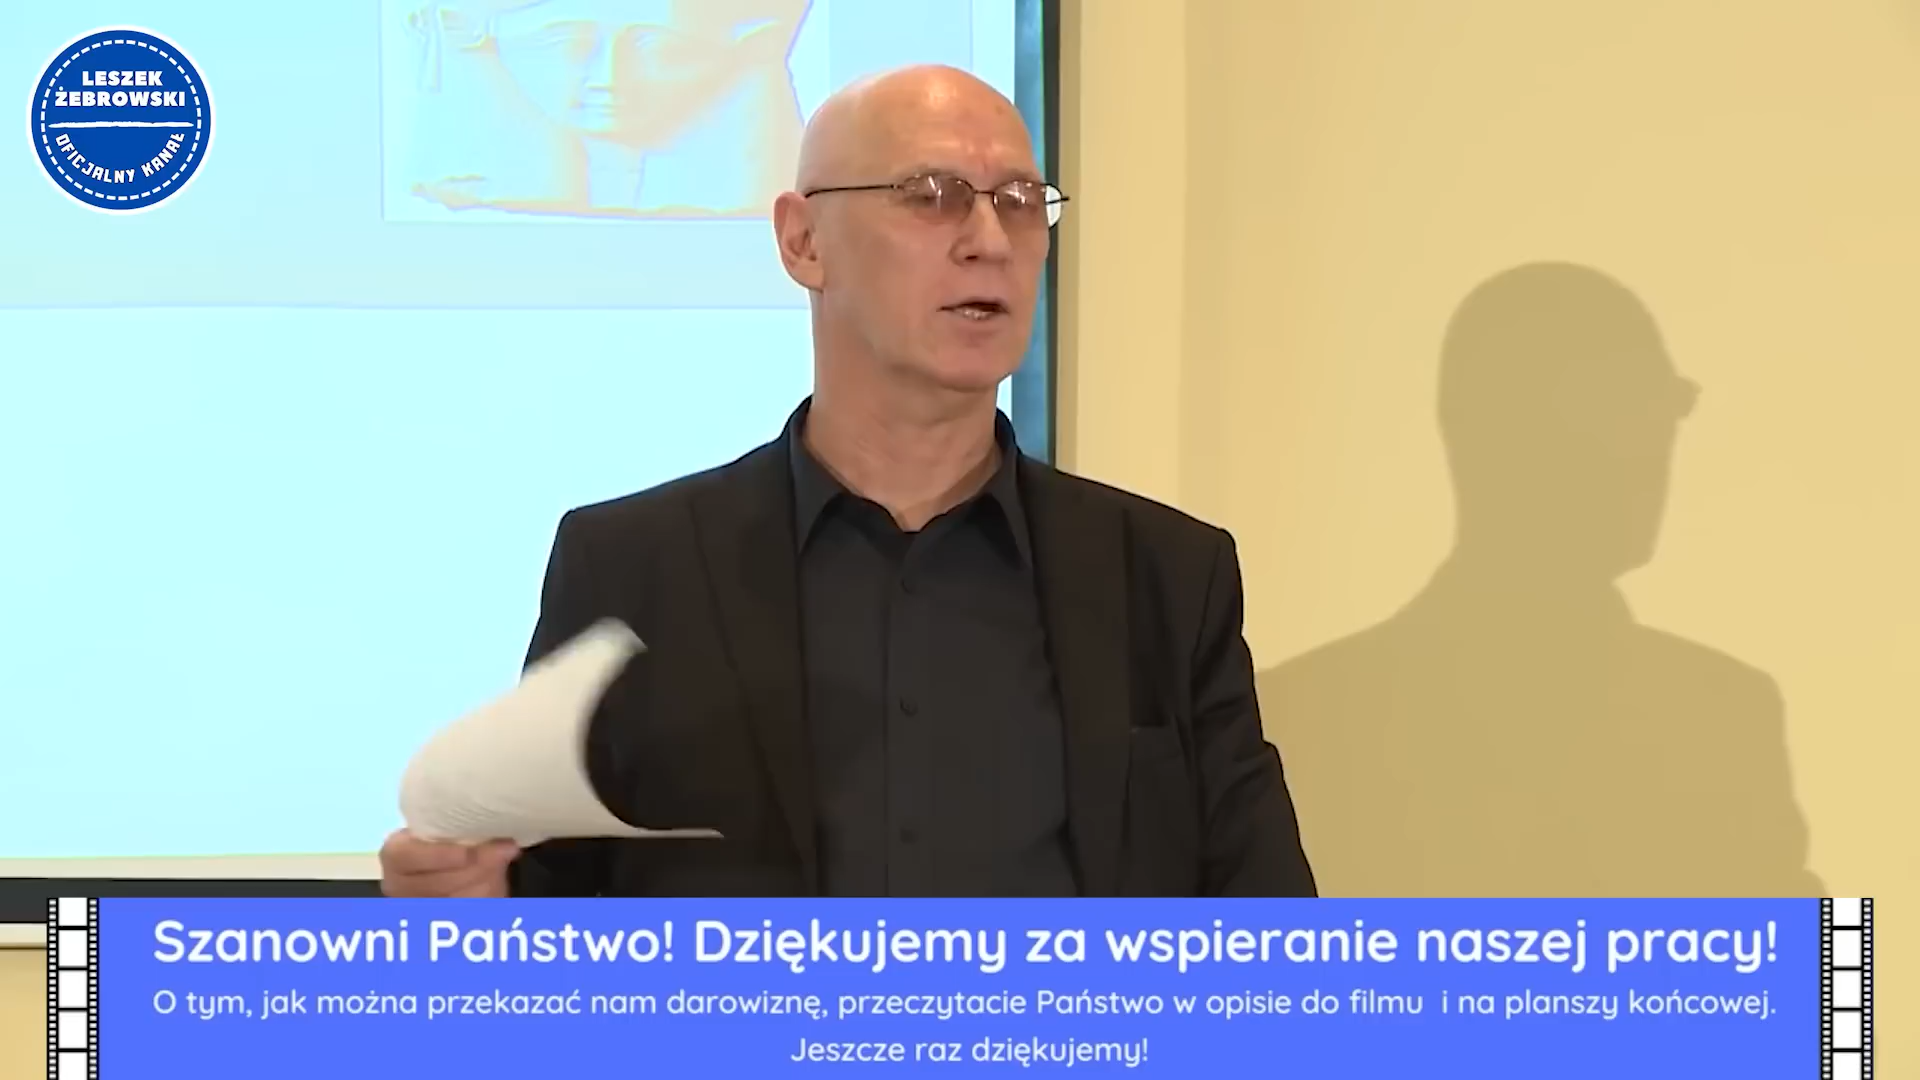 LESZEK
ŻEBROWSKI
OFICJALNY KANAŁ
Szanowni Państwo! Dziękujemy za wspieranie naszej pracy!
O tym, jak można przekazać nam darowiznę, przeczytacie Państwo w opisie do filmu i na planszy końcowej.
Jeszcze raz dziękujemy!